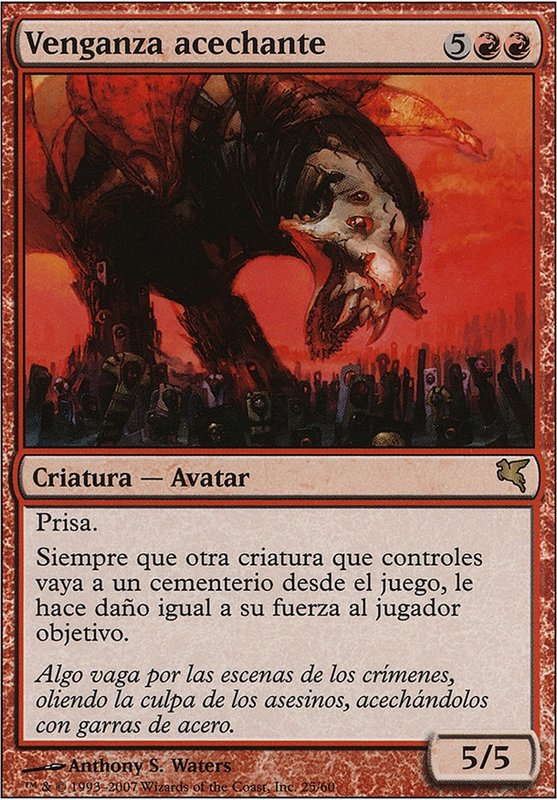 Venganza acechante 5
Criatura — Avatar
Prisa.
Siempre que otra criatura que controles
vaya a un cementerio desde el juego, le
hace daño igual a su fuerza al jugador
objetivo.
Algo vaga por las escenas de los crímenes,
oliendo la culpa de los asesinos, acechándolos
con garras de acero.
5/5
Anthony S. Waters
™ & © 1993–2007 Wizards of the Coast, Inc. 25/60